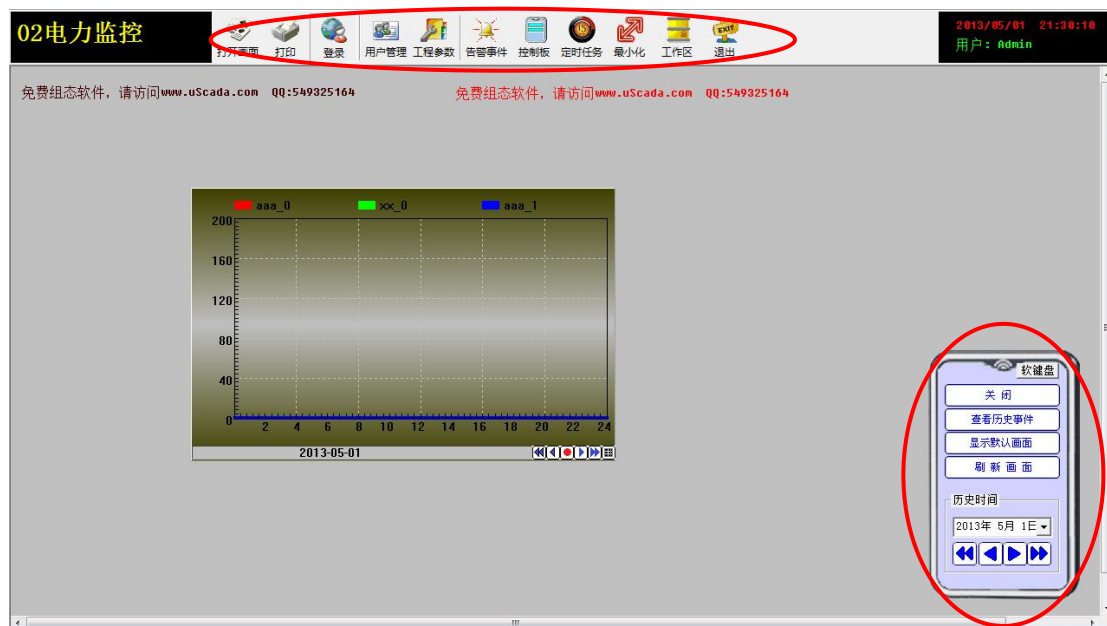 02电力监控
打开画面 打印 登录 用户管理 工程参数 告警事件 控制板 定时任务 最小化 工作区 退出
2013/05/01 21:30:10
用户: Admin
免费组态软件, 请访问www.uScada.com QQ:549325164
免费组态软件, 请访问www.uScada.com QQ:549325164
aaa_0 xx_0 aaa_1
200
160
120
80
40
0
2 4 6 8 10 12 14 16 18 20 22 24
2013-05-01
软键盘
关 闭
查看历史事件
显示默认画面
刷 新 画 面
历史时间
2013年 5月 1日